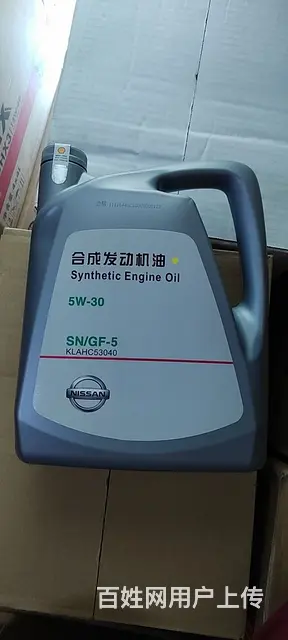 合成发动机油
Synthetic Engine Oil
5W-30
SN/GF-5
KLAHC53040
NISSAN
百姓网用户上传